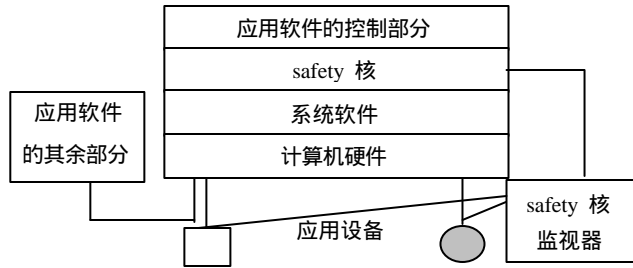 应用软件的控制部分
safety 核
系统软件
计算机硬件
应用软件
的其余部分
应用设备
safety 核
监视器